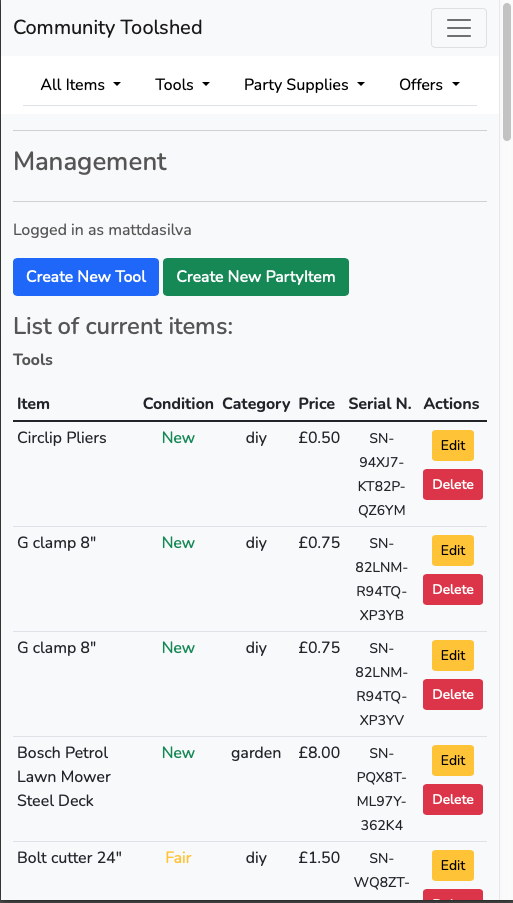 Community Toolshed
All Items Tools Party Supplies Offers
Management
Logged in as mattdasilva
Create New Tool Create New PartyItem
List of current items:
Tools
Item Condition Category Price Serial N. Actions
Circlip Pliers New diy £0.50 SN- Edit
94XJ7-
KT82P- Delete
QZ6YM
G clamp 8" New diy £0.75 SN- Edit
82LNM-
R94TQ- Delete
XP3YB
G clamp 8" New diy £0.75 SN- Edit
82LNM-
R94TQ- Delete
XP3YV
Bosch Petrol New garden £8.00 SN- Edit
Lawn Mower PQX8T-
Steel Deck ML97Y- Delete
362K4
Bolt cutter 24" Fair diy £1.50 SN- Edit
WQ8ZT-